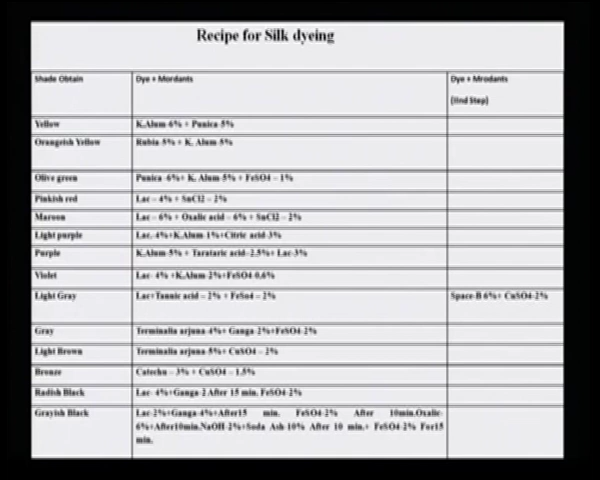 Recipe for Silk dyeing
Shade Obtain Dye + Mordants Dye + Mrodants
(IInd Step)
Yellow K.Alum-6% + Punica-5%
Orangeish Yellow Rubia-5% + K. Alum-5%
Olive green Punica -6%+ K. Alum-5% + FeSO4 – 1%
Pinkish red Lac – 4% + SnCl2 – 2%
Maroon Lac – 6% + Oxalic acid – 6% + SnCl2 – 2%
Light purple Lac.-4%+K.Alum-1%+Citric acid-3%
Purple K.Alum-5% + Tarataric acid-2.5%+ Lac-3%
Violet Lac- 4% +K.Alum-2%+FeSO4-0.6%
Light Gray Lac+Tannic acid – 2% + FeSo4 – 2% Space-B 6%+ CuSO4-2%
Gray Terminalia arjuna-4%+ Ganga-2%+FeSO4-2%
Light Brown Terminalia arjuna-5%+ CuSO4 – 2%
Bronze Catechu – 3% + CuSO4 – 1.5%
Radish Black Lac- 4%+Ganga-2 After 15 min. FeSO4-2%
Grayish Black Lac-2%+Ganga-4%+After15 min. FeSO4-2% After 10min.Oxalic-
6%+After10min.NaOH-2%+Soda Ash-10% After 10 min.+ FeSO4-2% For15
min.